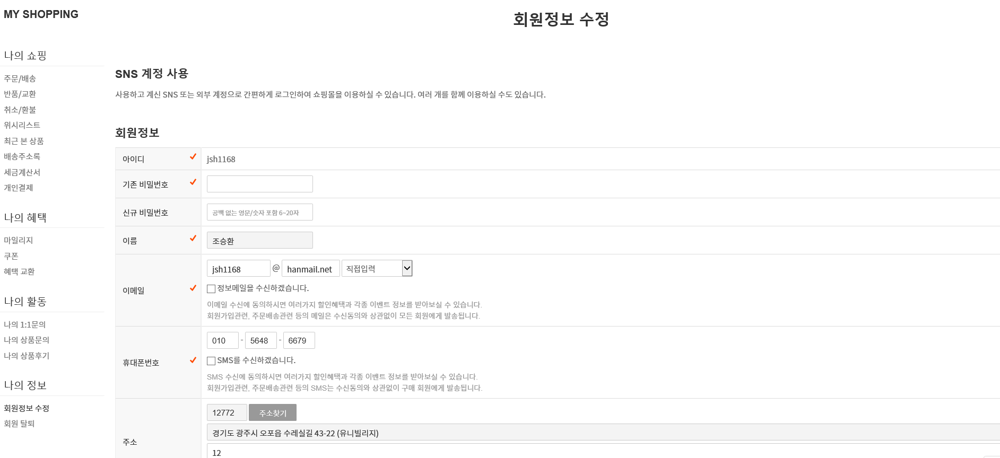 MY SHOPPING
회원정보 수정
나의 쇼핑
주문/배송
반품/교환
취소/환불
위시리스트
최근 본 상품
배송주소록
세금계산서
개인결제
나의 혜택
마일리지
쿠폰
혜택 교환
나의 활동
나의 1:1문의
나의 상품문의
나의 상품후기
나의 정보
회원정보 수정
회원 탈퇴
SNS 계정 사용
사용하고 계신 SNS 또는 외부 계정으로 간편하게 로그인하여 쇼핑몰을 이용하실 수 있습니다. 여러 개를 함께 이용하실 수도 있습니다.
회원정보
아이디 jsh1168
기존 비밀번호
신규 비밀번호 공백 없는 영문/숫자 포함 6~20자
이름 조승환
이메일 jsh1168 @ hanmail.net 직접입력
정보메일을 수신하겠습니다.
이메일 수신에 동의하시면 여러가지 할인혜택과 각종 이벤트 정보를 받아보실 수 있습니다.
회원가입관련, 주문배송관련 등의 메일은 수신동의와 상관없이 모든 회원에게 발송됩니다.
휴대폰번호 010 - 5648 - 6679
SMS를 수신하겠습니다.
SMS 수신에 동의하시면 여러가지 할인혜택과 각종 이벤트 정보를 받아보실 수 있습니다.
회원가입관련, 주문배송관련 등의 SMS는 수신동의와 상관없이 구매 회원에게 발송됩니다.
주소 12772 주소찾기
경기도 광주시 오포읍 수레실길 43-22 (유니빌리지)
12